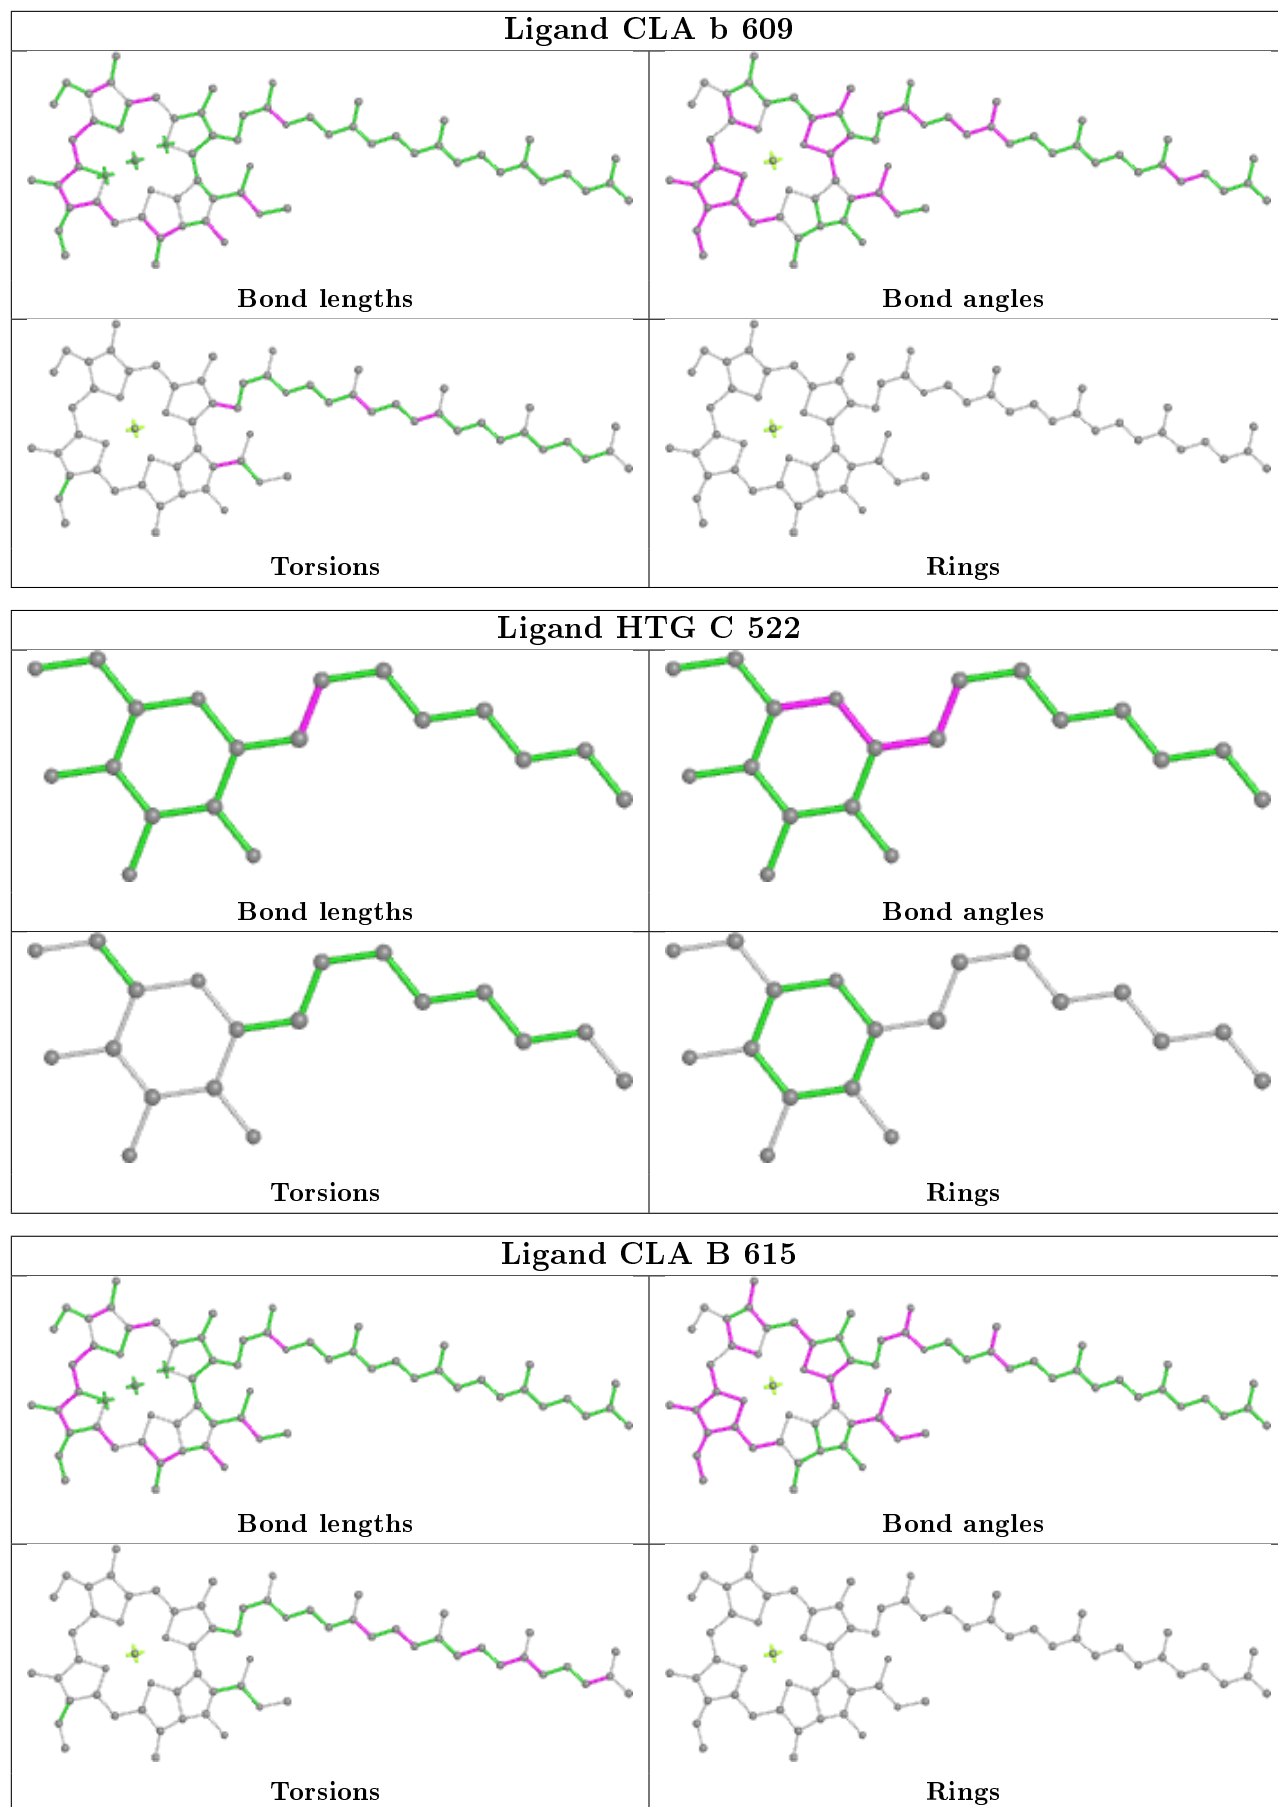 Ligand CLA b 609
Bond lengths
Bond angles
Torsions
Rings
Ligand HTG C 522
Bond lengths
Bond angles
Torsions
Rings
Ligand CLA B 615
Bond lengths
Bond angles
Torsions
Rings